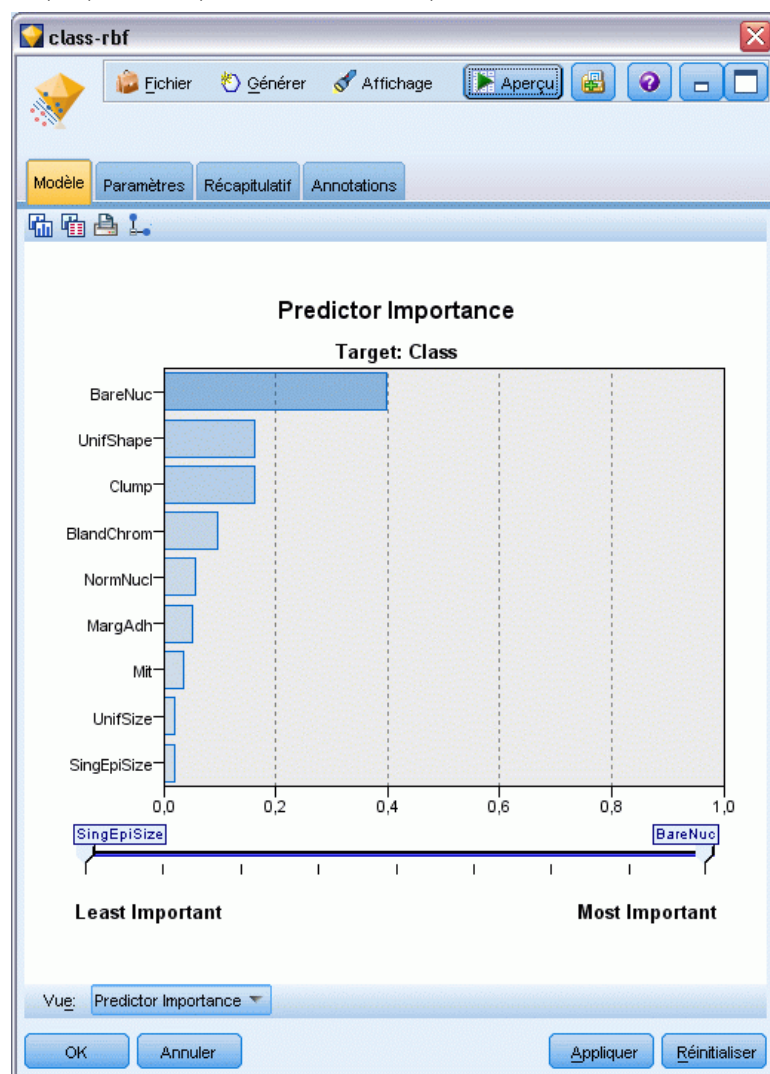 class-rbf
Fichier Générer Affichage Aperçu
Modèle Paramètres Récapitulatif Annotations
Predictor Importance
Target: Class
BareNuc
UnifShape
Clump
BlandChrom
NormNucl
MargAdh
Mit
UnifSize
SingEpiSize
0,0 0,2 0,4 0,6 0,8 1,0
SingEpiSize BareNuc
Least Important Most Important
Vue: Predictor Importance
OK Annuler Appliquer Réinitialiser